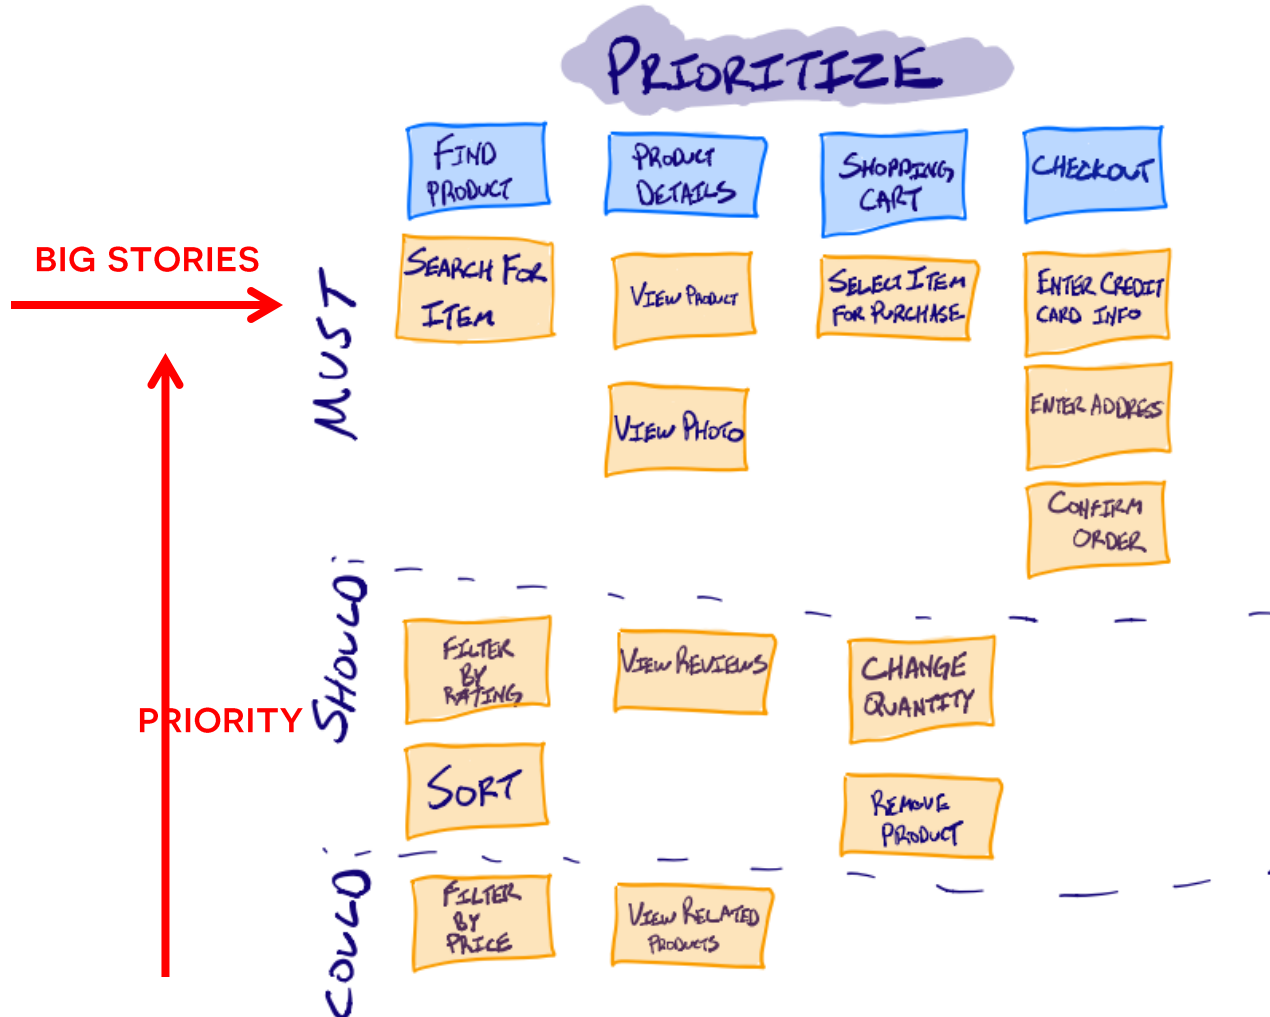 PRIORITIZE
FIND
PRODUCT
PRODUCT
DETAILS
SHOPPING
CART
CHECKOUT
BIG STORIES
MUST
SEARCH FOR
ITEM
VIEW PRODUCT
SELECT ITEM
FOR PURCHASE
ENTER CREDIT
CARD INFO
VIEW PHOTO
ENTER ADDRESS
CONFIRM
ORDER
PRIORITY
SHOULD
FILTER
BY
RATING
VIEW REVIEWS
CHANGE
QUANTITY
SORT
REMOVE
PRODUCT
COULD
FILTER
BY
PRICE
VIEW RELATED
PRODUCTS